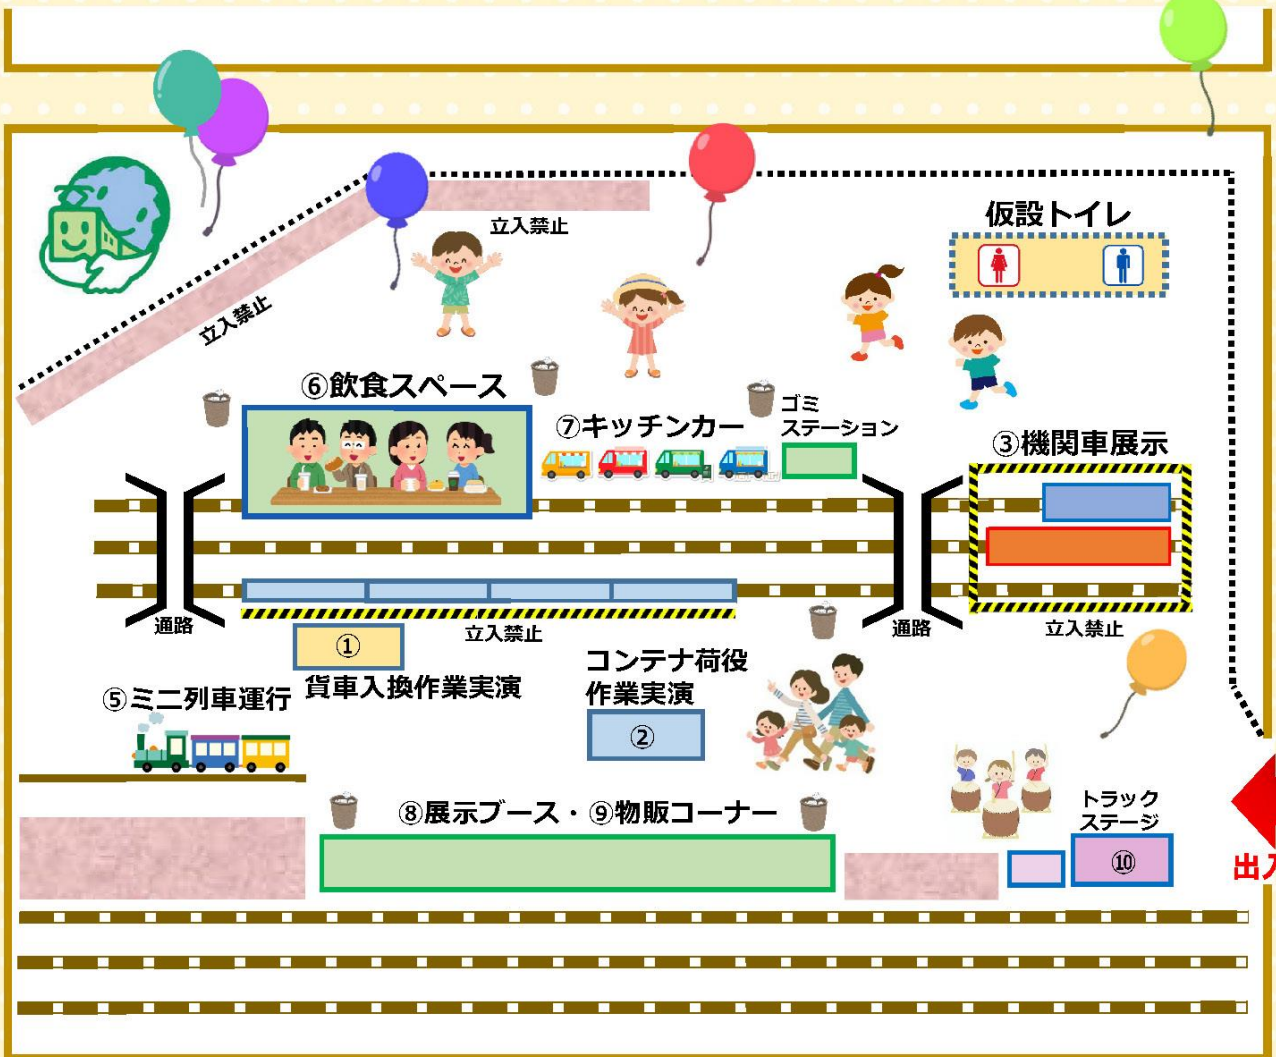 立入禁止
仮設トイレ
立入禁止
⑥飲食スペース
⑦キッチンカー
ゴミ
ステーション
③機関車展示
通路
①
立入禁止
通路
立入禁止
貨車入換作業実演
コンテナ荷役
作業実演
②
⑤ミニ列車運行
⑧展示ブース・⑨物販コーナー
トラック
ステージ
⑩
出入